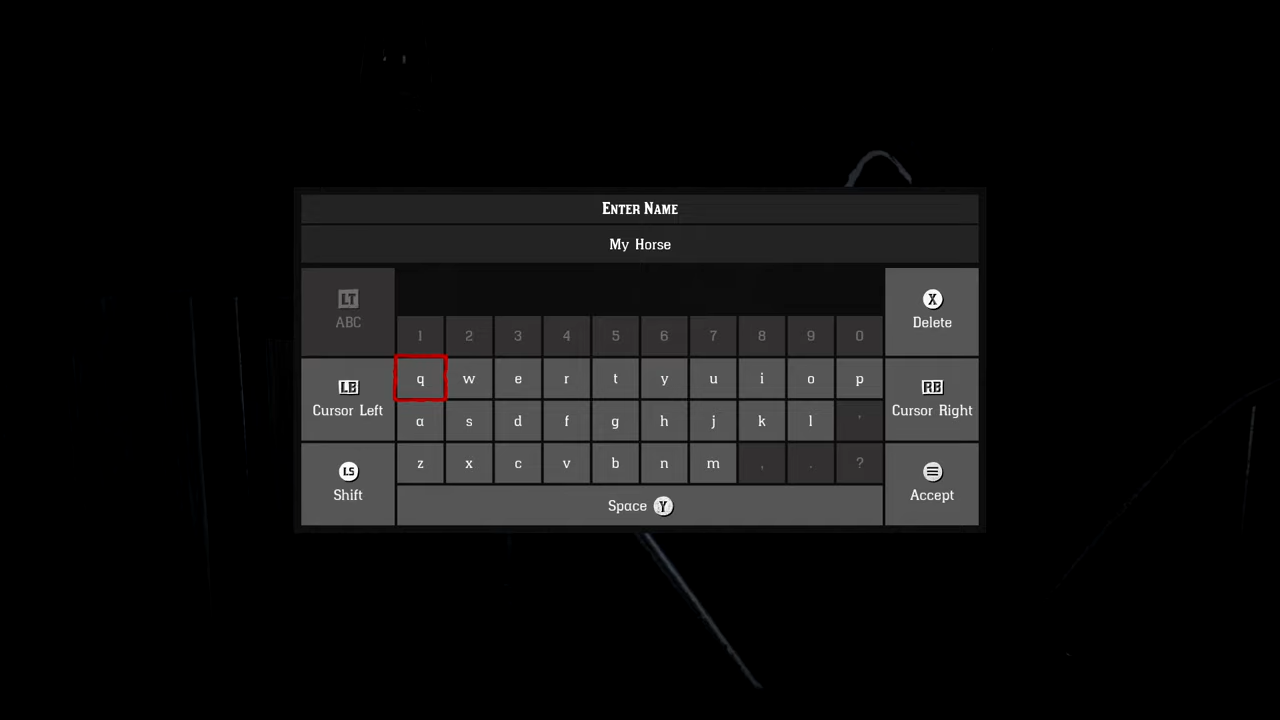 Enter Name
My Horse
LT
ABC
X
Delete
1 2 3 4 5 6 7 8 9 0
q w e r t y u i o p
LB
Cursor Left
RB
Cursor Right
a s d f g h j k l '
z x c v b n m , . ?
LS
Shift
Accept
Space Y